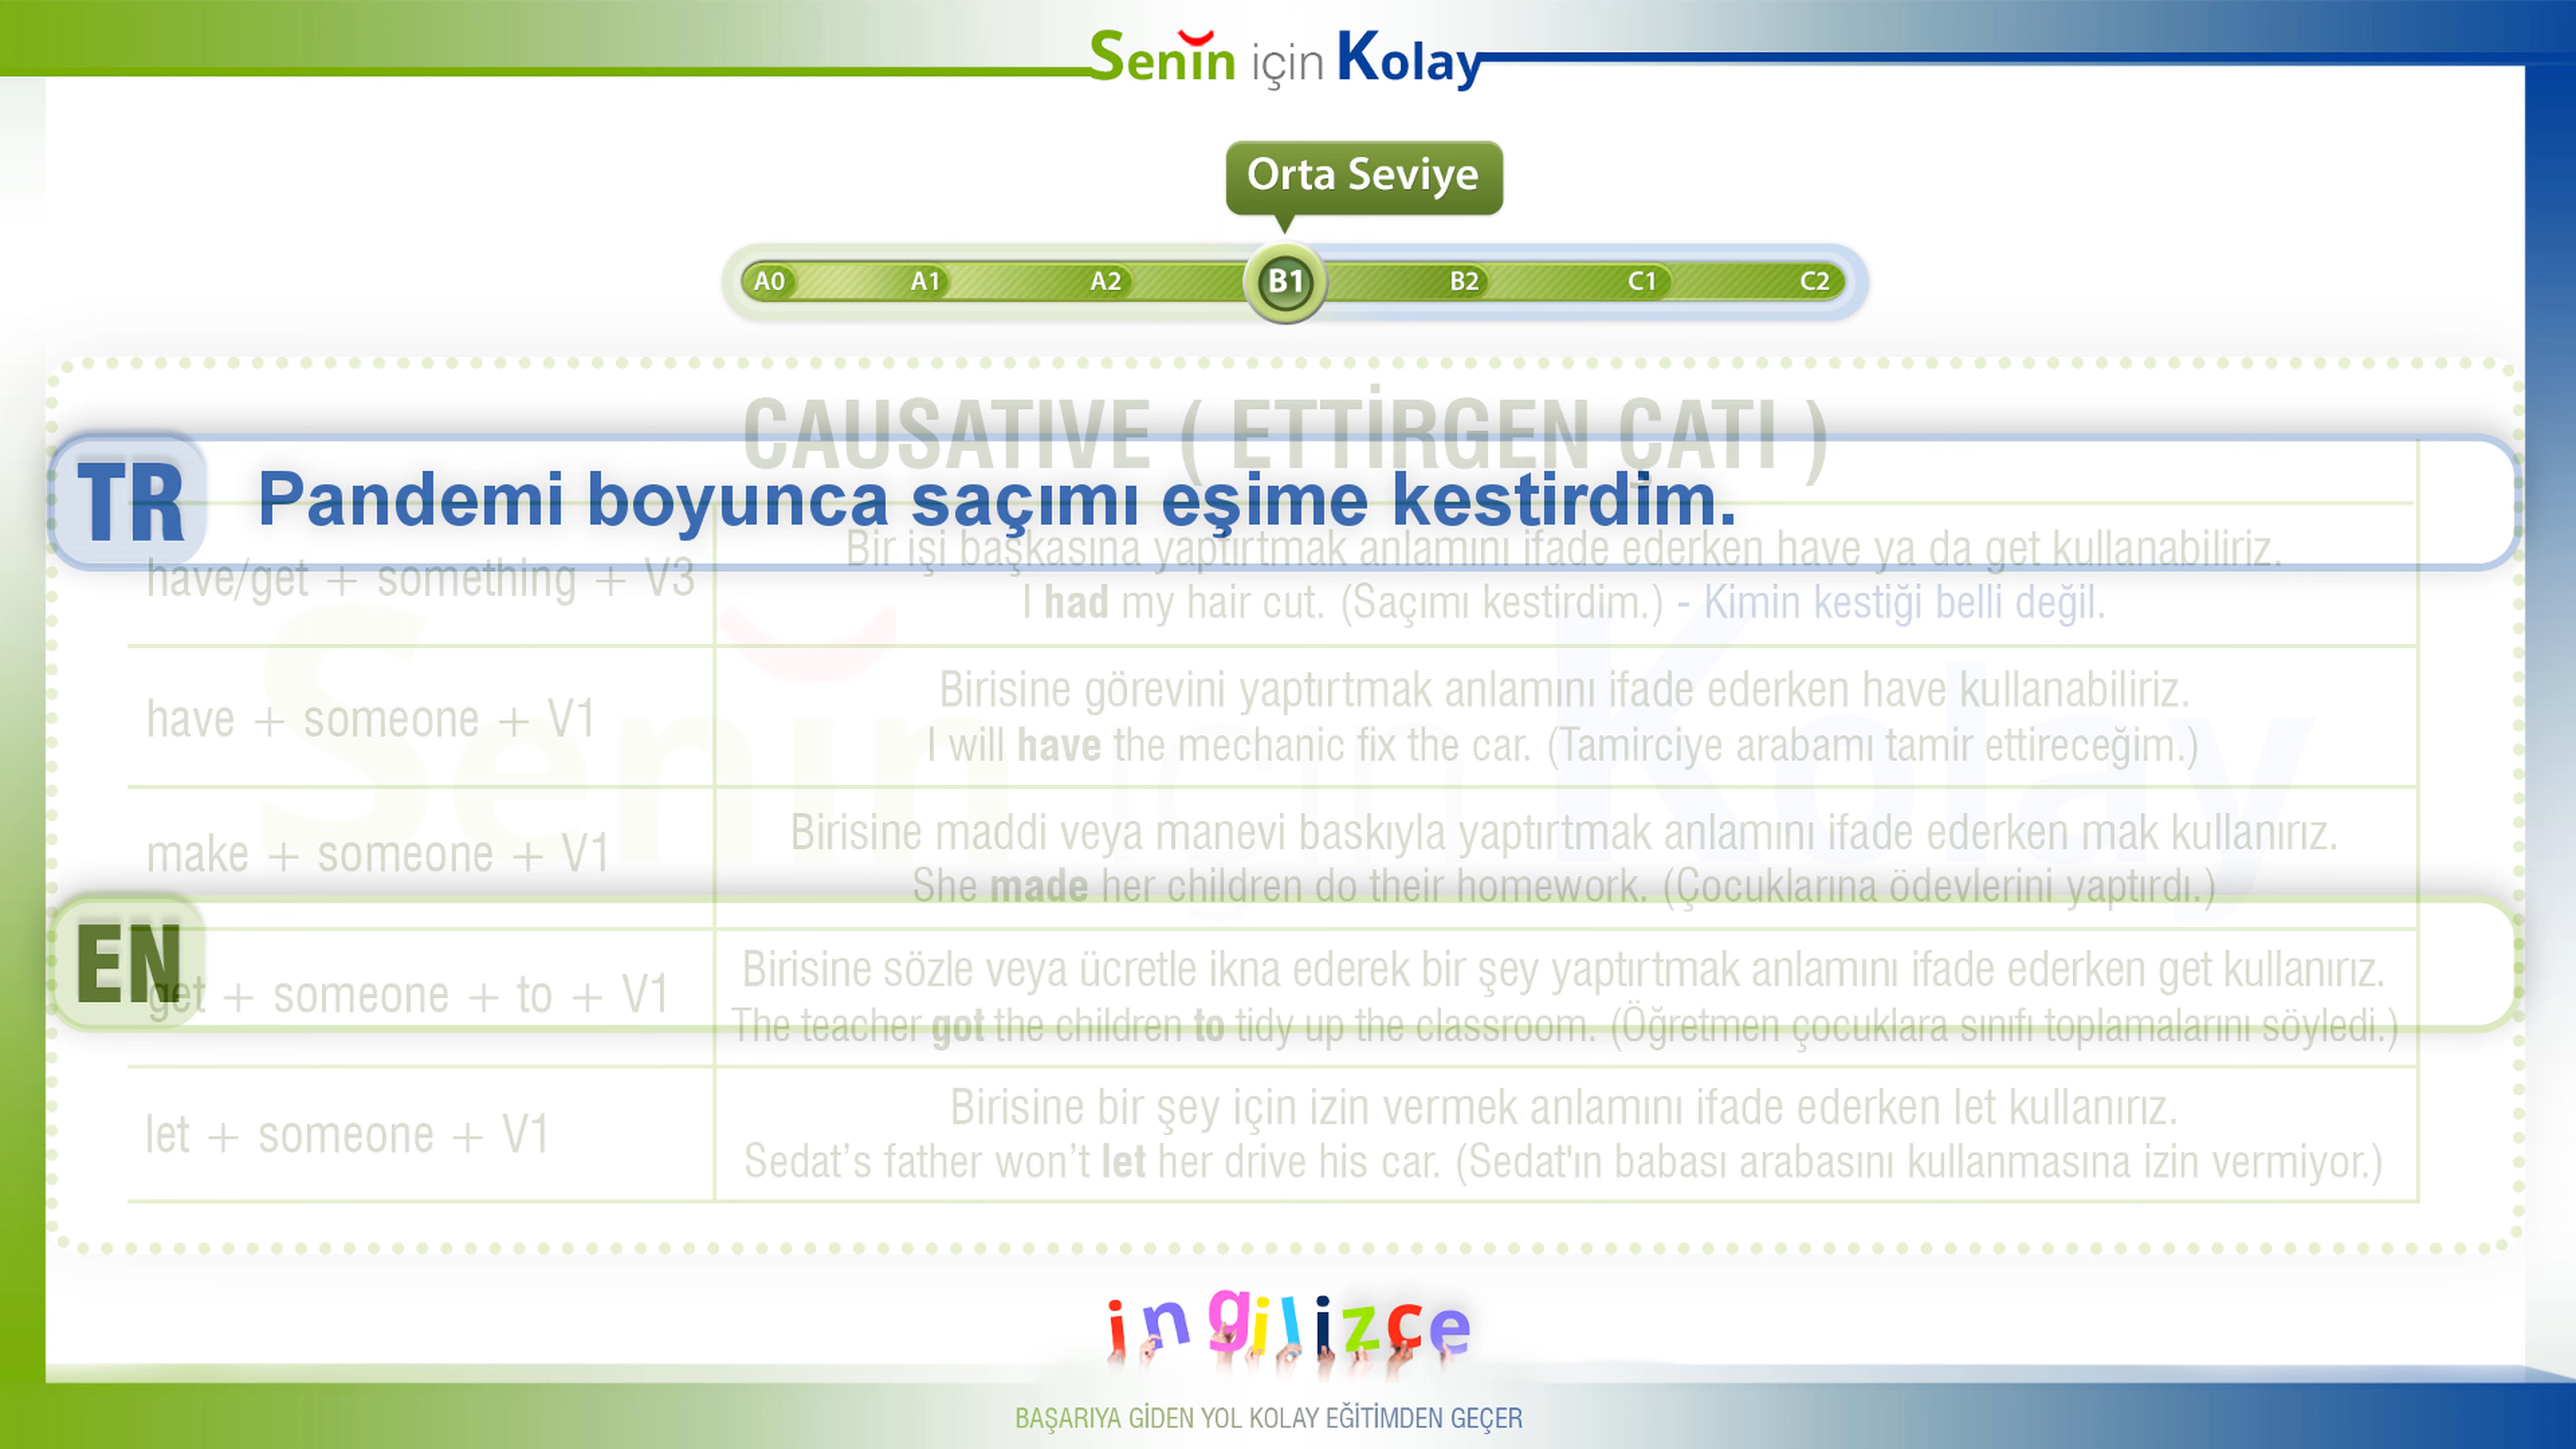 Senin için Kolay
Orta Seviye
A0 A1 A2 B1 B2 C1 C2
CAUSATIVE ( ETTİRGEN ÇATI )
TR Pandemi boyunca saçımı eşime kestirdim.
have/get + something + V3
Bir işi başkasına yaptırtmak anlamını ifade ederken have ya da get kullanabiliriz.
I had my hair cut. (Saçımı kestirdim.) - Kimin kestiği belli değil.
have + someone + V1
Birisine görevini yaptırtmak anlamını ifade ederken have kullanabiliriz.
I will have the mechanic fix the car. (Tamirciye arabamı tamir ettireceğim.)
make + someone + V1
Birisine maddi veya manevi baskıyla yaptırtmak anlamını ifade ederken mak kullanırız.
She made her children do their homework. (Çocuklarına ödevlerini yaptırdı.)
EN
get + someone + to + V1
Birisine sözle veya ücretle ikna ederek bir şey yaptırtmak anlamını ifade ederken get kullanırız.
The teacher got the children to tidy up the classroom. (Öğretmen çocuklara sınıfı toplamalarını söyledi.)
let + someone + V1
Birisine bir şey için izin vermek anlamını ifade ederken let kullanırız.
Sedat's father won't let her drive his car. (Sedat'ın babası arabasını kullanmasına izin vermiyor.)
Senin için Kolay
ingilizce
BAŞARIYA GİDEN YOL KOLAY EĞİTİMDEN GEÇER